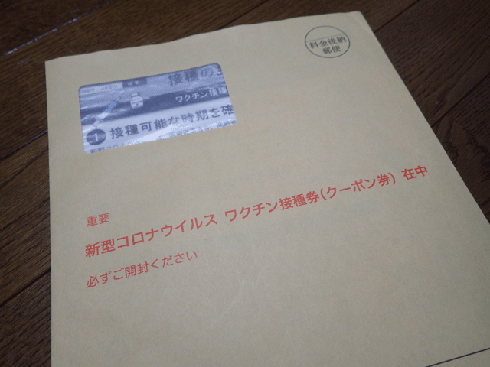 料金後納
郵便
接種の
ワクチン接種
接種可能な時期を確
重要
新型コロナウイルス ワクチン接種券(クーポン券) 在中
必ずご開封ください